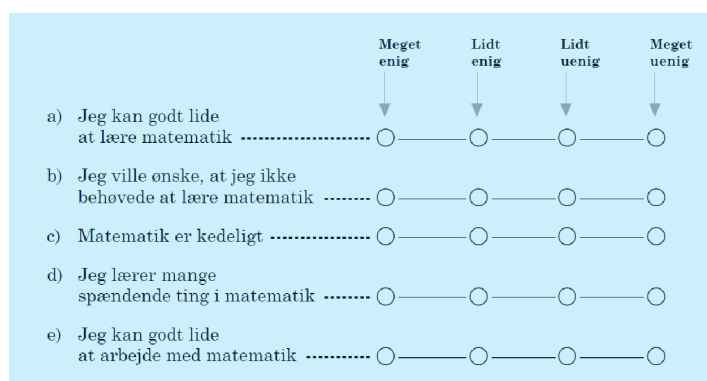 Meget enig
Lidt enig
Lidt uenig
Meget uenig
a) Jeg kan godt lide
at lære matematik
b) Jeg ville ønske, at jeg ikke
behøvede at lære matematik
c) Matematik er kedeligt
d) Jeg lærer mange
spændende ting i matematik
e) Jeg kan godt lide
at arbejde med matematik